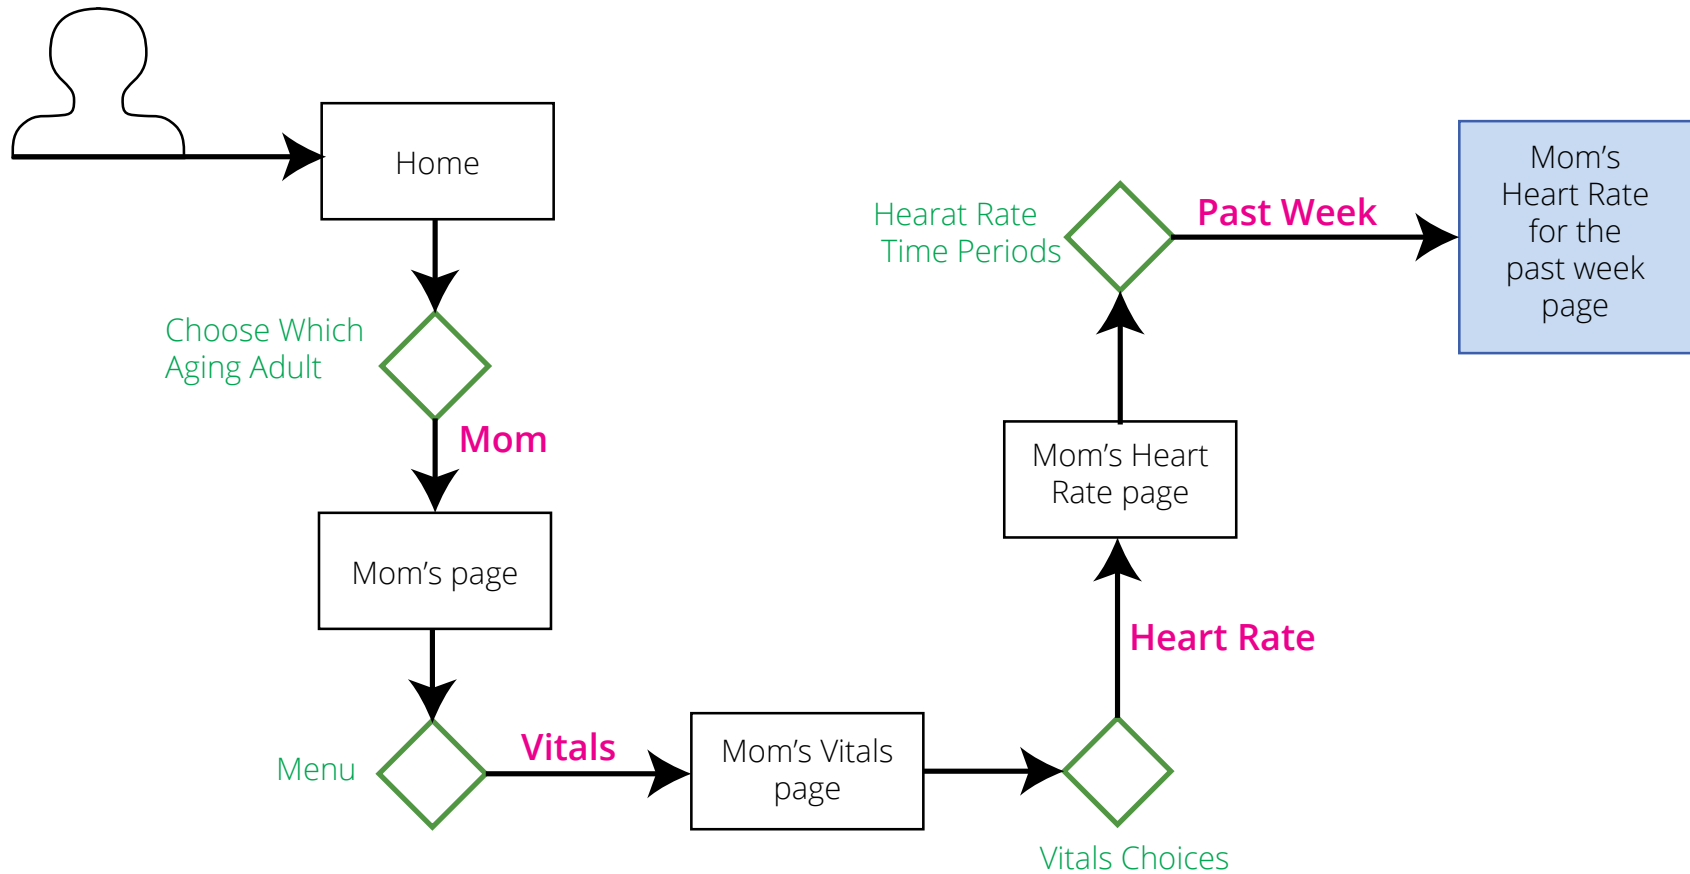 Home
Choose Which
Aging Adult
Mom
Mom’s page
Menu
Vitals
Mom’s Vitals
page
Vitals Choices
Heart Rate
Mom’s Heart
Rate page
Hearat Rate
Time Periods
Past Week
Mom’s
Heart Rate
for the
past week
page